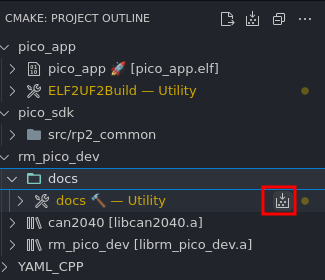 CMAKE: PROJECT OUTLINE
pico_app
pico_app 🚀 [pico_app.elf]
ELF2UF2Build — Utility
pico_sdk
src/rp2_common
rm_pico_dev
docs
docs 🔨 — Utility
can2040 [libcan2040.a]
rm_pico_dev [librm_pico_dev.a]
YAML_CPP